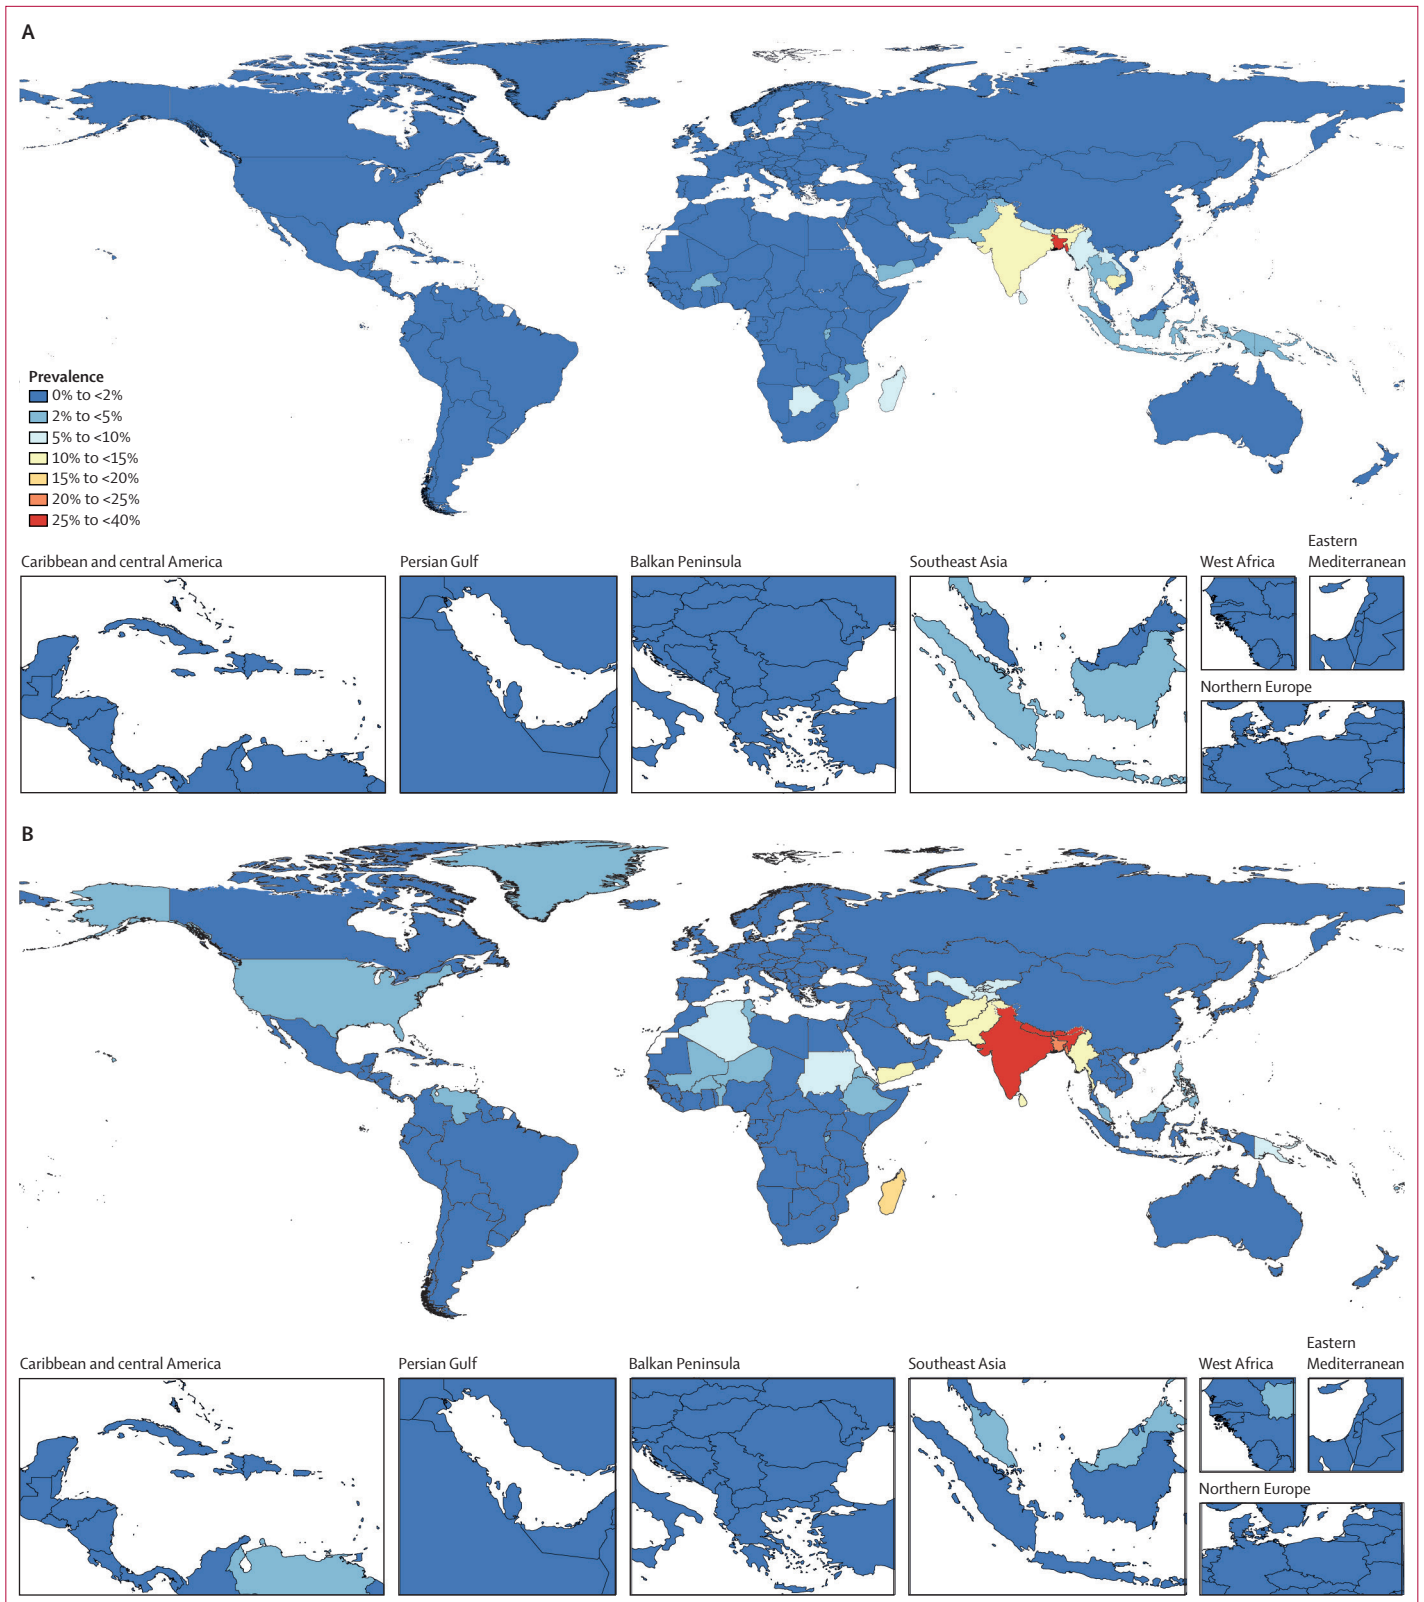 A
Prevalence
0% to <2%
2% to <5%
5% to <10%
10% to <15%
15% to <20%
20% to <25%
25% to <40%
Caribbean and central America
Persian Gulf
Balkan Peninsula
Southeast Asia
West Africa
Eastern
Mediterranean
Northern Europe
B
Caribbean and central America
Persian Gulf
Balkan Peninsula
Southeast Asia
West Africa
Eastern
Mediterranean
Northern Europe